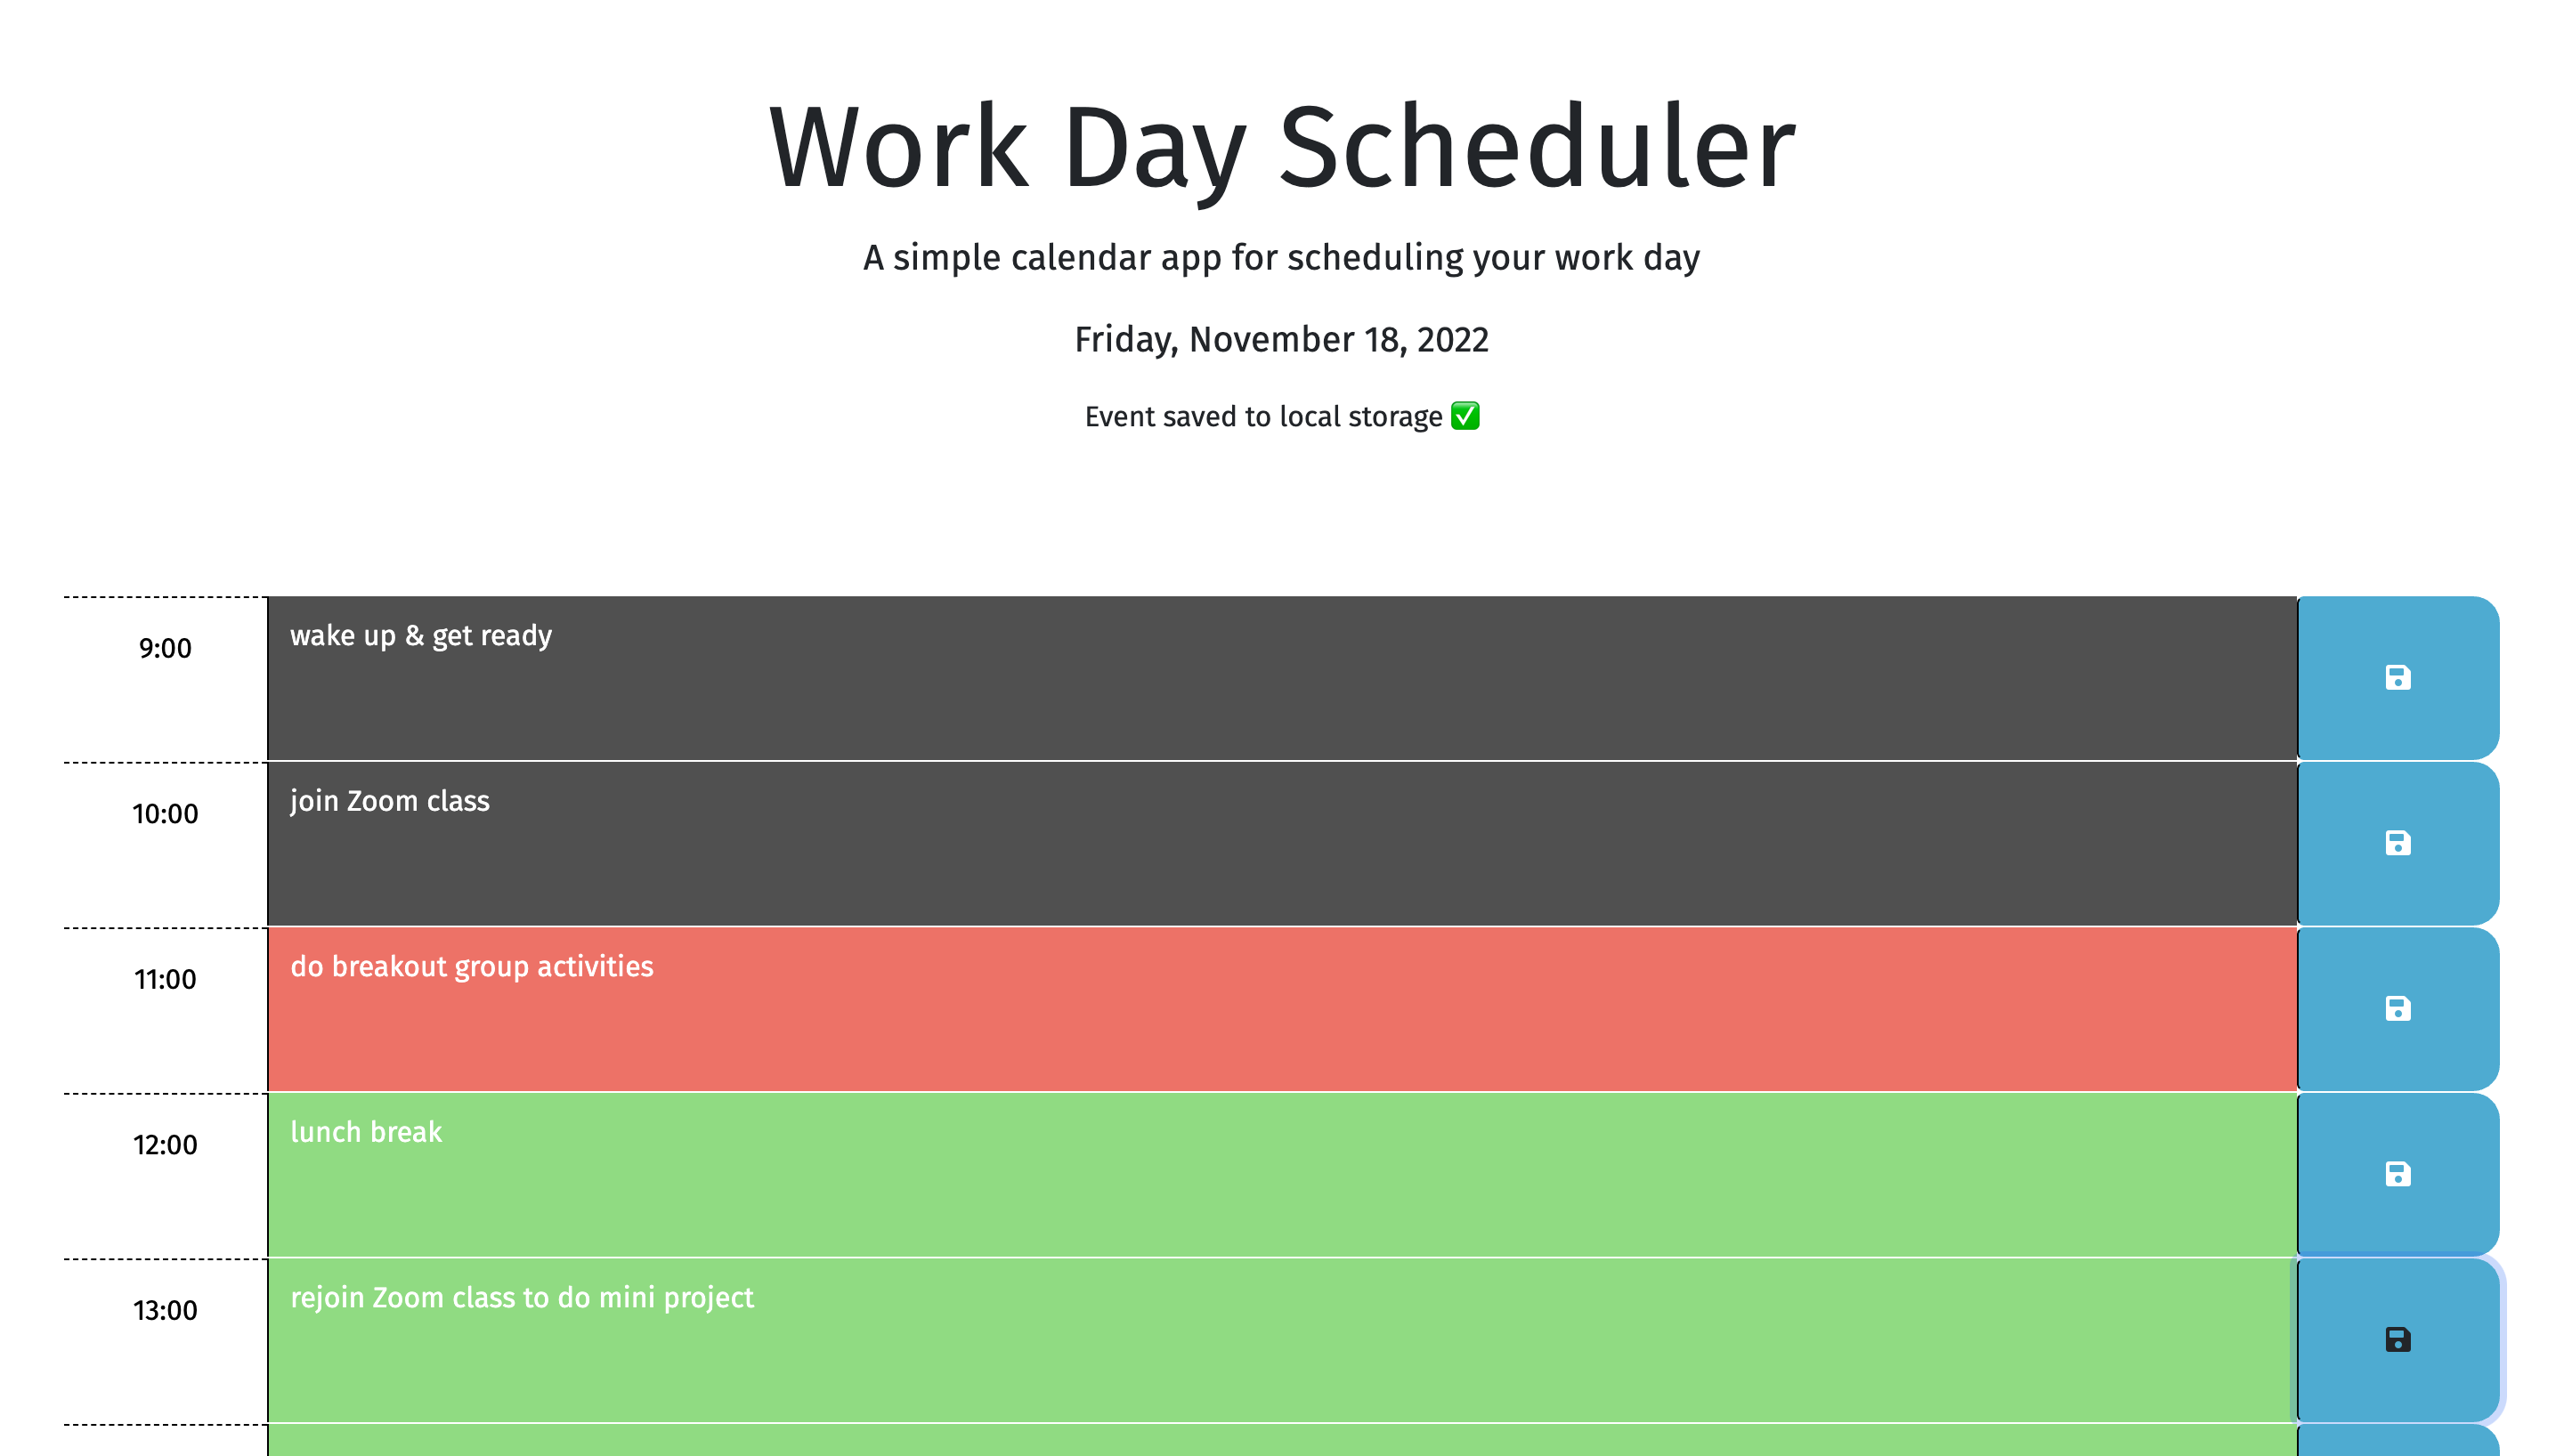 Work Day Scheduler
A simple calendar app for scheduling your work day
Friday, November 18, 2022
Event saved to local storage ✅
9:00
wake up & get ready
10:00
join Zoom class
11:00
do breakout group activities
12:00
lunch break
13:00
rejoin Zoom class to do mini project